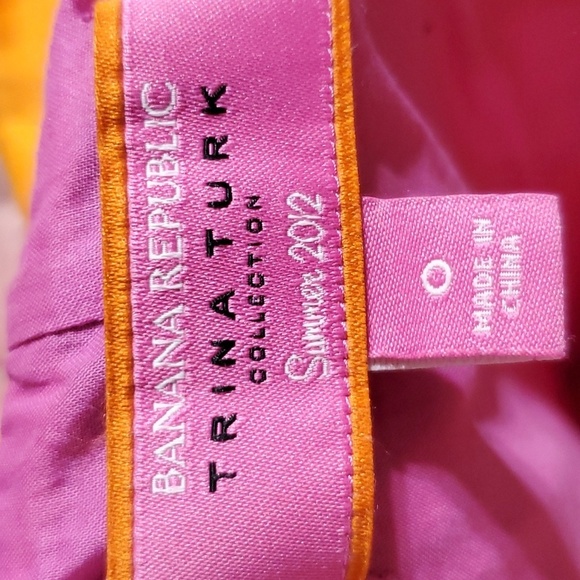 BANANA REPUBLIC
TRINA TURK
COLLECTION
Summer 2012
0
MADE IN
CHINA